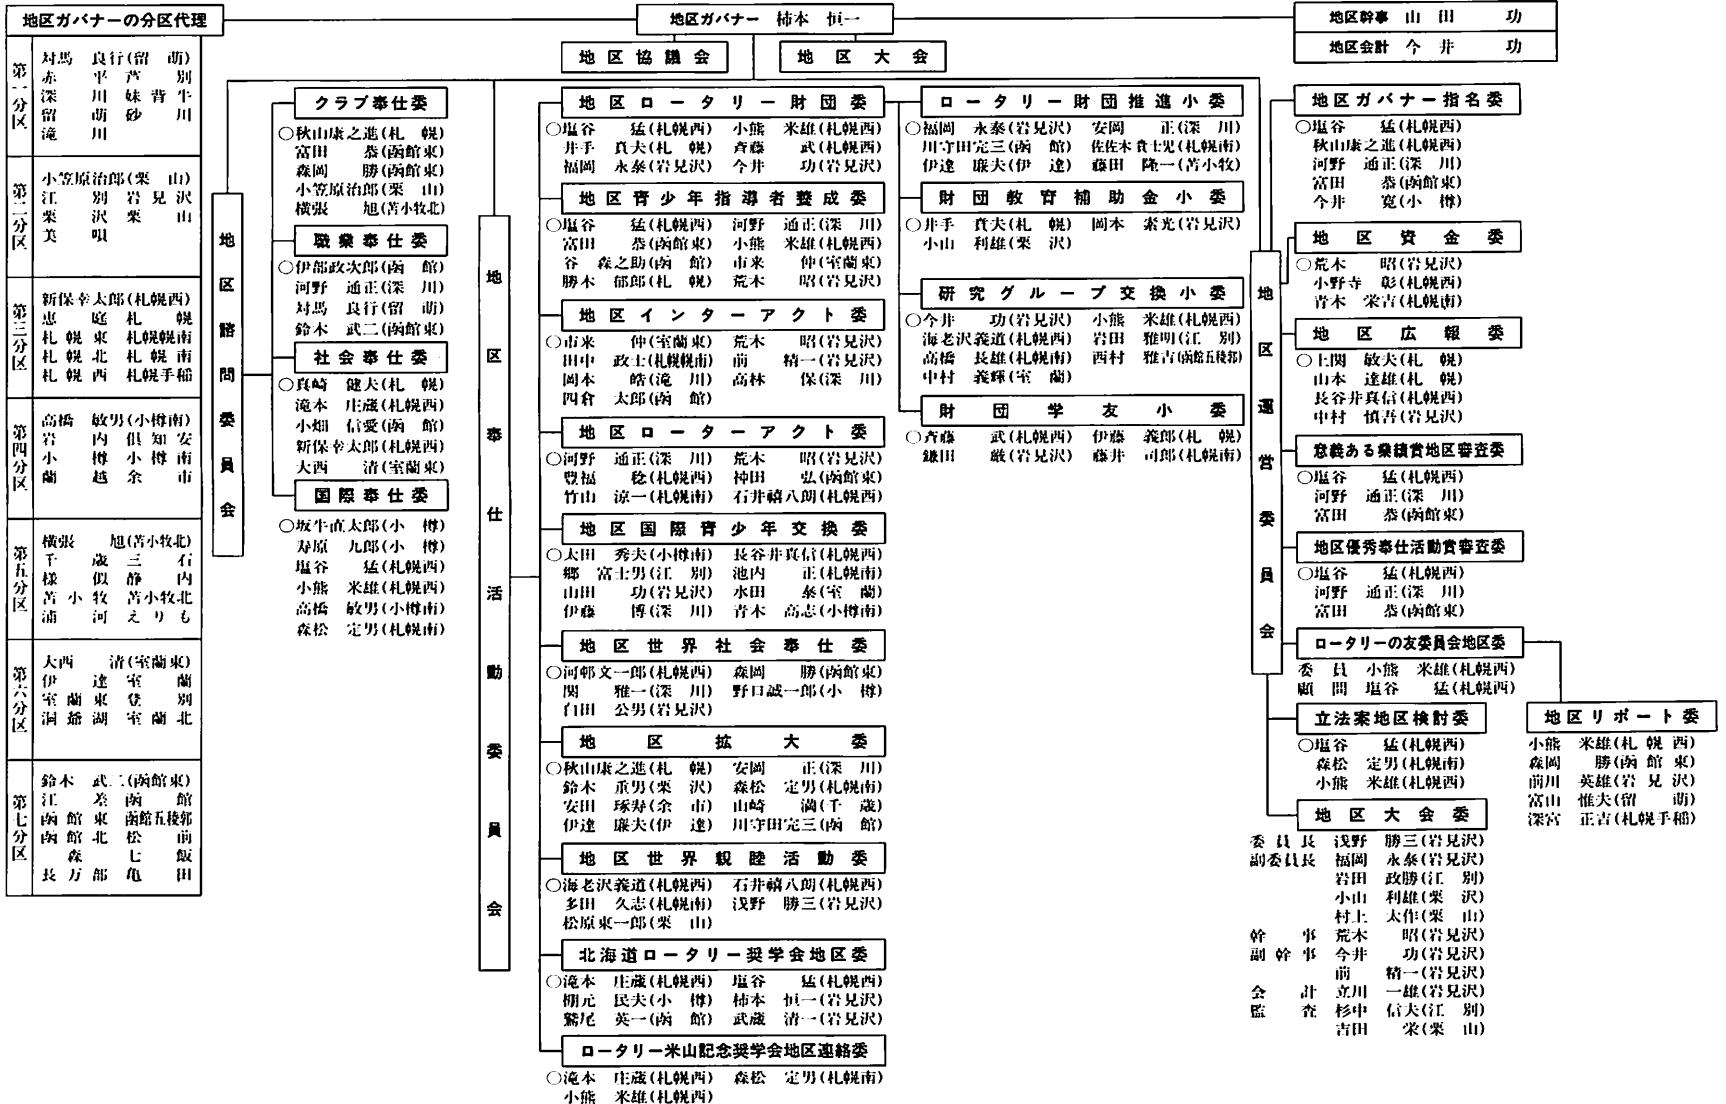 地区ガバナーの分区代理
第一分区
対馬 良行(留 萌)
赤平 芦別
深川 妹背牛
留萌 砂川
滝川
第二分区
小笠原治郎(栗 山)
江別 岩見沢
栗沢 栗山
美唄
第三分区
新保幸太郎(札幌西)
恵庭 札幌
札幌東 札幌幌南
札幌北 札幌南
札幌西 札幌手稲
第四分区
高橋 敏男(小樽南)
岩内 倶知安
小樽 小樽南
蘭越 余市
第五分区
横張 旭(苫小牧北)
千歳 三石
様似 静内
苫小牧 苫小牧北
浦河 えりも
第六分区
大西 清(室蘭東)
伊達 室蘭
室蘭東 登別
洞爺湖 室蘭北
第七分区
鈴木 武二(函館東)
江差 函館
函館東 函館五稜郭
函館北 松前
森 七飯
長万部 亀田
地区ガバナー 柿本 恒一
地区幹事 山田 功
地区会計 今井 功
地区協議会
地区大会
地区諮問委員会
クラブ奉仕委
○秋山康之進(札 幌)
富田 恭(函館東)
森岡 勝(函館東)
小笠原治郎(栗 山)
横張 旭(苫小牧北)
職業奉仕委
○伊部政次郎(函 館)
河野 通正(深 川)
対馬 良行(留 萌)
鈴木 武二(函館東)
社会奉仕委
○真崎 健夫(札 幌)
滝本 庄蔵(札幌西)
小畑 信愛(函 館)
新保幸太郎(札幌西)
大西 清(室蘭東)
国際奉仕委
○坂牛直太郎(小 樽)
寿原 九郎(小 樽)
塩谷 猛(札幌西)
小熊 米雄(札幌西)
高橋 敏男(小樽南)
森松 定男(札幌南)
地区奉仕活動委員会
地区ロータリー財団委
○塩谷 猛(札幌西) 小熊 米雄(札幌西)
井手 賁夫(札 幌) 斉藤 武(札幌西)
福岡 永泰(岩見沢) 今井 功(岩見沢)
地区青少年指導者養成委
○塩谷 猛(札幌西) 河野 通正(深 川)
富田 恭(函館東) 小熊 米雄(札幌西)
谷 森之助(函 館) 市来 伸(室蘭東)
勝木 郁郎(札 幌) 荒木 昭(岩見沢)
地区インターアクト委
○市来 伸(室蘭東) 荒木 昭(岩見沢)
田中 政士(札幌幌南) 前 精一(岩見沢)
岡本 皓(滝 川) 高林 保(深 川)
四倉 太郎(函 館)
地区ローターアクト委
○河野 通正(深 川) 荒木 昭(岩見沢)
豊福 稔(札幌西) 神田 弘(函館東)
竹山 涼一(札幌南) 石井禧八朗(札幌西)
地区国際青少年交換委
○太田 秀夫(小樽南) 長谷井真信(札幌西)
郷 富士男(江 別) 池内 正(札幌南)
山田 功(岩見沢) 水田 泰(室 蘭)
伊藤 博(深 川) 青木 高志(小樽南)
地区世界社会奉仕委
○河邨文一郎(札幌西) 森岡 勝(函館東)
関 雅一(深 川) 野口誠一郎(小 樽)
白田 公男(岩見沢)
地区拡大委
○秋山康之進(札 幌) 安岡 正(深 川)
鈴木 重男(栗 沢) 森松 定男(札幌南)
安田 琢寿(余 市) 山崎 満(千 歳)
伊達 廉夫(伊 達) 川守田完三(函 館)
地区世界親睦活動委
○海老沢義道(札幌西) 石井禧八朗(札幌西)
多田 久志(札幌南) 浅野 勝三(岩見沢)
松原東一郎(栗 山)
北海道ロータリー奨学会地区委
○滝本 庄蔵(札幌西) 塩谷 猛(札幌西)
棚元 民夫(小 樽) 柿本 恒一(岩見沢)
鷲尾 英一(函 館) 武蔵 清一(岩見沢)
ロータリー米山記念奨学会地区連絡委
○滝本 庄蔵(札幌西) 森松 定男(札幌南)
小熊 米雄(札幌西)
ロータリー財団推進小委
○福岡 永泰(岩見沢) 安岡 正(深 川)
川守田完三(函 館) 佐佐木貴士児(札幌南)
伊達 廉夫(伊 達) 藤田 隆一(苫小牧)
財団教育補助金小委
○井手 賁夫(札 幌) 岡本 素光(岩見沢)
小山 利雄(栗 沢)
研究グループ交換小委
○今井 功(岩見沢) 小熊 米雄(札幌西)
海老沢義道(札幌西) 岩田 雅明(江 別)
高橋 長雄(札幌南) 西村 雅吉(函館五稜郭)
中村 義輝(室 蘭)
財団学友小委
○斉藤 武(札幌西) 伊藤 義郎(札 幌)
鎌田 厳(岩見沢) 藤井 司郎(札幌南)
地区運営委員会
地区ガバナー指名委
○塩谷 猛(札幌西)
秋山康之進(札幌西)
河野 通正(深 川)
富田 恭(函館東)
今井 寛(小 樽)
地区資金委
○荒木 昭(岩見沢)
小野寺 彰(札幌西)
青木 栄吉(札幌南)
地区広報委
○上関 敏夫(札 幌)
山本 達雄(札 幌)
長谷井真信(札幌西)
中村 慎吾(岩見沢)
意義ある業績賞地区審査委
○塩谷 猛(札幌西)
河野 通正(深 川)
富田 恭(函館東)
地区優秀奉仕活動賞審査委
○塩谷 猛(札幌西)
河野 通正(深 川)
富田 恭(函館東)
ロータリーの友委員会地区委
委員 小熊 米雄(札幌西)
顧問 塩谷 猛(札幌西)
立法案地区検討委
○塩谷 猛(札幌西)
森松 定男(札幌南)
小熊 米雄(札幌西)
地区リポート委
小熊 米雄(札幌西)
森岡 勝(函館東)
前川 英雄(岩見沢)
富山 惟夫(留 萌)
深宮 正吉(札幌手稲)
地区大会委
委員長 浅野 勝三(岩見沢)
副委員長 福岡 永泰(岩見沢)
岩田 政勝(江 別)
小山 利雄(栗 沢)
村上 太作(栗 山)
幹事 荒木 昭(岩見沢)
副幹事 今井 功(岩見沢)
前 精一(岩見沢)
会計 立川 一雄(岩見沢)
監査 杉中 信夫(江 別)
吉田 栄(栗 山)